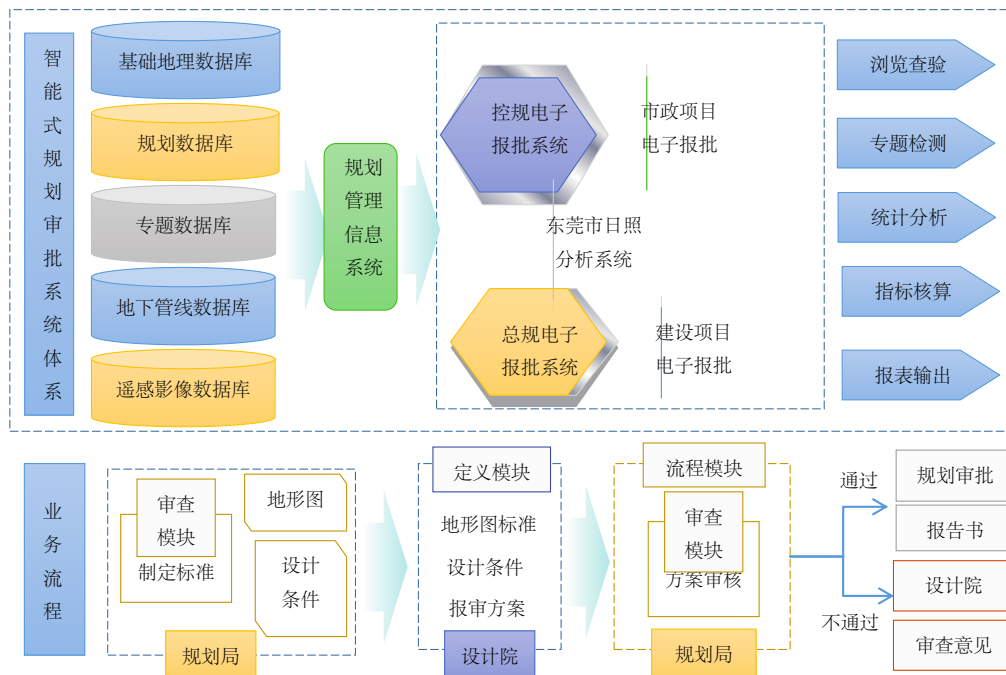 智能式规划审批系统体系
基础地理数据库
规划数据库
专题数据库
地下管线数据库
遥感影像数据库
规划
管理
信息
系统
控规电子
报批系统
市政项目
电子报批
东莞市日照
分析系统
总规电子
报批系统
建设项目
电子报批
浏览查验
专题检测
统计分析
指标核算
报表输出
业务流程
审查
模块
制定标准
地形图
设计
条件
规划局
定义模块
地形图标准
设计条件
报审方案
设计院
流程模块
审查
模块
方案审核
规划局
通过
不通过
规划审批
报告书
设计院
审查意见